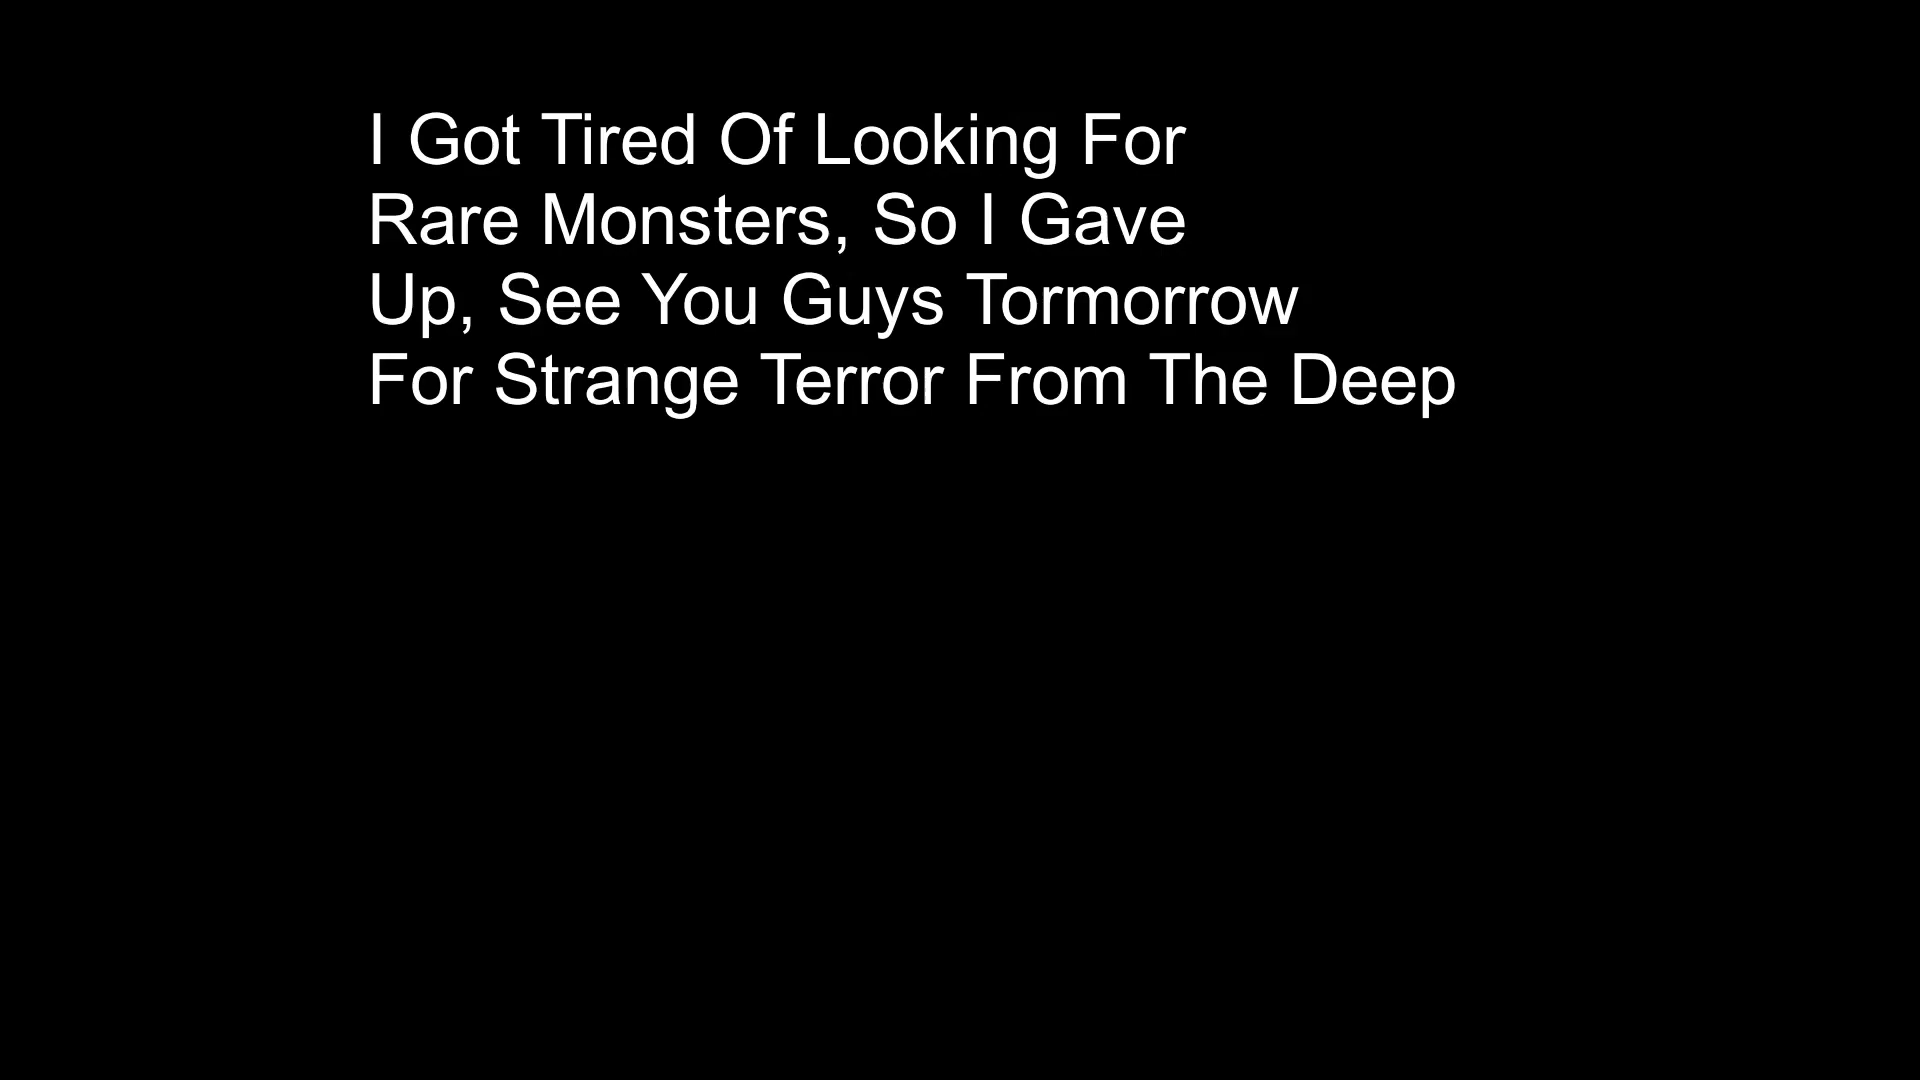 I Got Tired Of Looking For
Rare Monsters, So I Gave
Up, See You Guys Tormorrow
For Strange Terror From The Deep